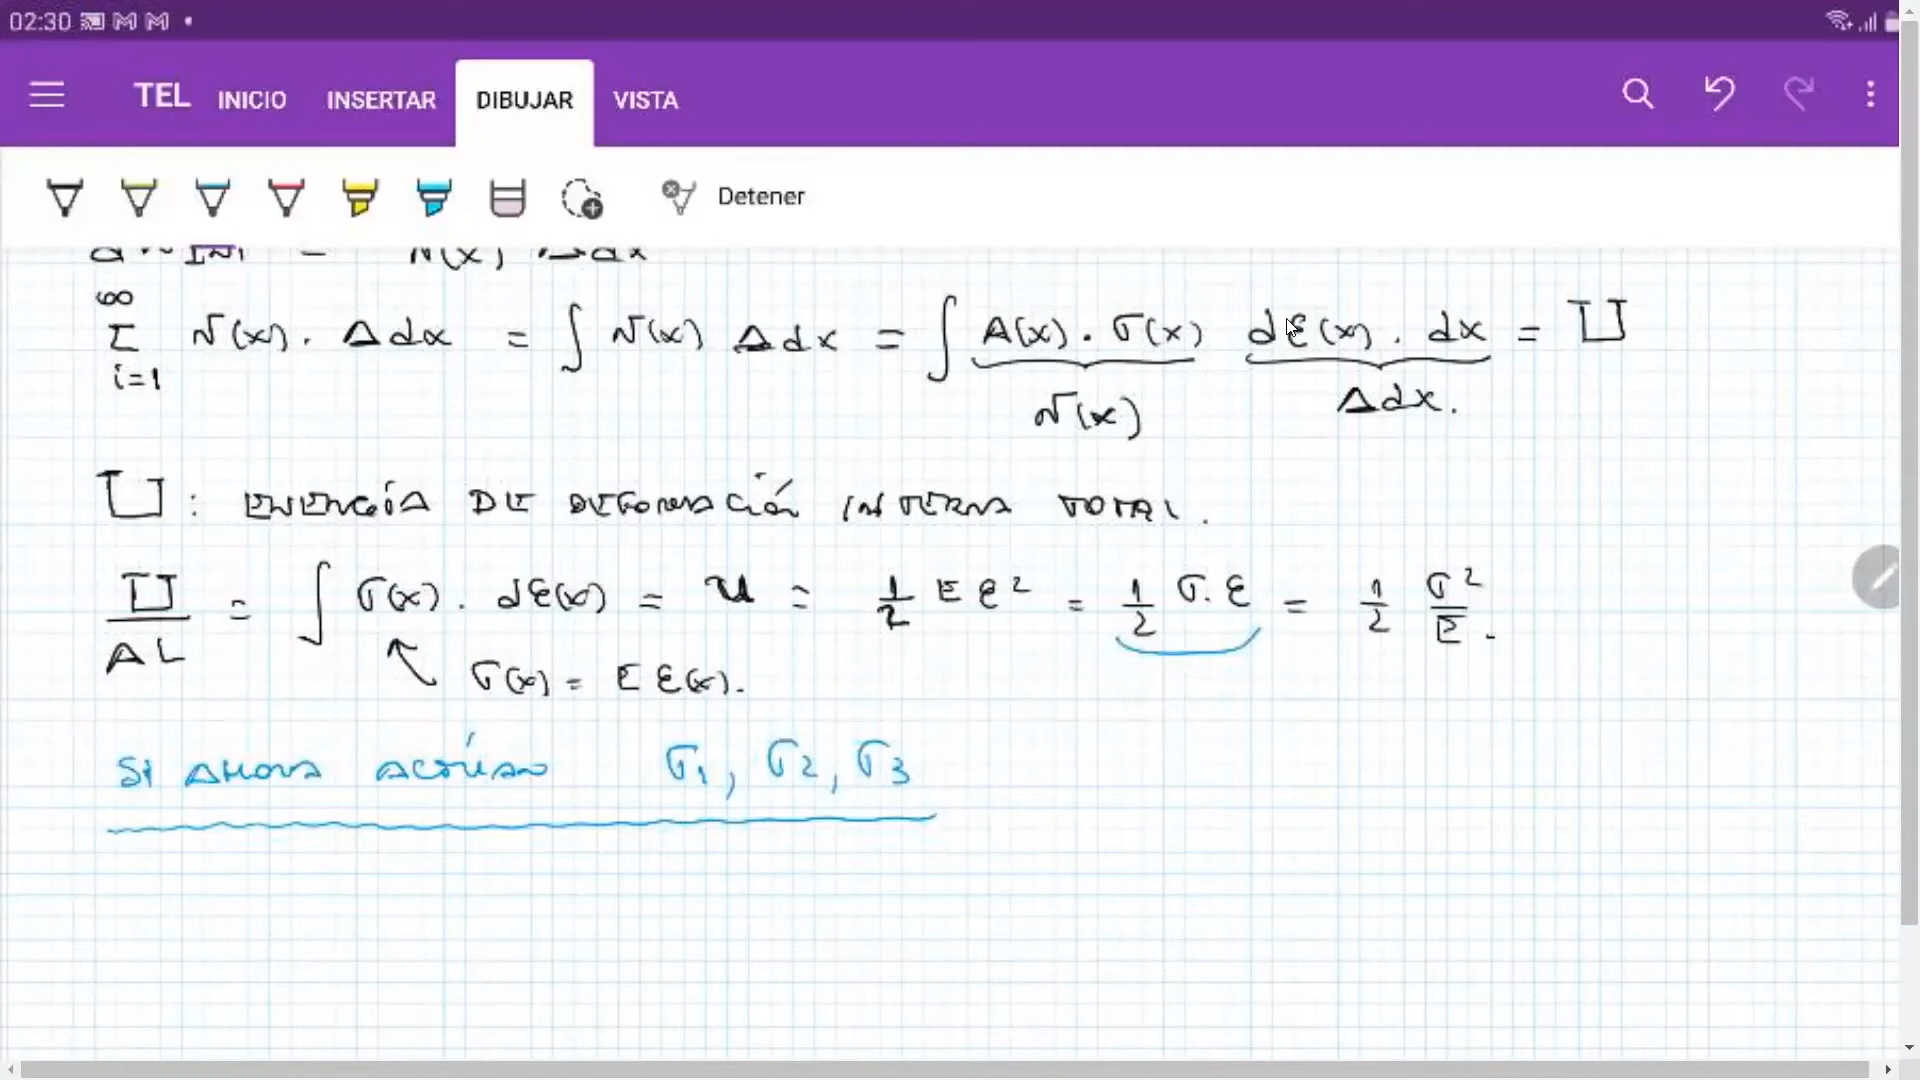 02:30
TEL INICIO INSERTAR DIBUJAR VISTA
Detener
N(x) Δdx
∞
Σ N(x). Δdx = ∫ N(x) Δdx = ∫ A(x). σ(x) dε(x). dx = U
i=1
N(x) Δdx.
U: ENERGÍA DE DEFORMACIÓN INTERNA TOTAL.
U/AL = ∫ σ(x). dε(x) = u = 1/2 E ε² = 1/2 σ.ε = 1/2 σ²/E.
σ(x) = E ε(x).
SI AHORA ACTÚAN σ1, σ2, σ3